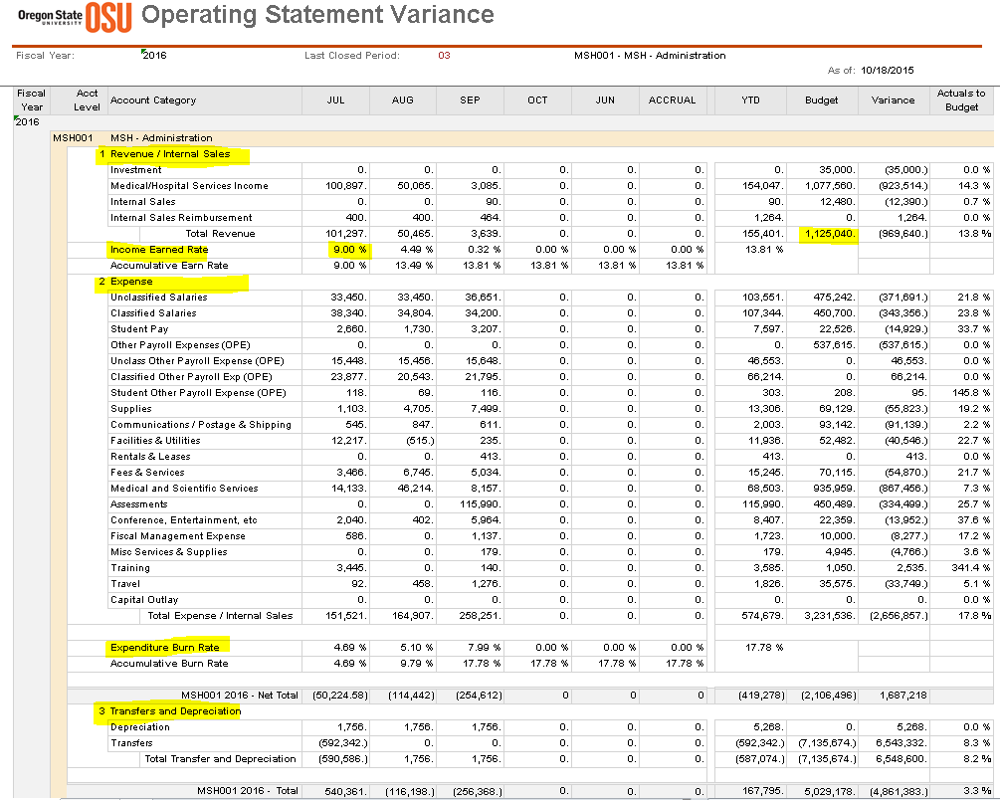 Oregon State OSU Operating Statement Variance
UNIVERSITY
Fiscal Year: 2016 Last Closed Period: 03 MSH001 - MSH - Administration
As of: 10/18/2015
Fiscal Year Acct Level Account Category JUL AUG SEP OCT JUN ACCRUAL YTD Budget Variance Actuals to Budget
2016
MSH001 MSH - Administration
1 Revenue / Internal Sales
Investment 0. 0. 0. 0. 0. 0. 0. 35,000. (35,000.) 0.0 %
Medical/Hospital Services Income 100,897. 50,065. 3,085. 0. 0. 0. 154,047. 1,077,560. (923,514.) 14.3 %
Internal Sales 0. 0. 90. 0. 0. 0. 90. 12,480. (12,390.) 0.7 %
Internal Sales Reimbursement 400. 400. 464. 0. 0. 0. 1,264. 0. 1,264. 0.0 %
Total Revenue 101,297. 50,465. 3,639. 0. 0. 0. 155,401. 1,125,040. (969,640.) 13.8 %
Income Earned Rate 9.00 % 4.49 % 0.32 % 0.00 % 0.00 % 0.00 % 13.81 %
Accumulative Earn Rate 9.00 % 13.49 % 13.81 % 13.81 % 13.81 % 13.81 %
2 Expense
Unclassified Salaries 33,450. 33,450. 36,651. 0. 0. 0. 103,551. 475,242. (371,691.) 21.8 %
Classified Salaries 38,340. 34,804. 34,200. 0. 0. 0. 107,344. 450,700. (343,356.) 23.8 %
Student Pay 2,660. 1,730. 3,207. 0. 0. 0. 7,597. 22,526. (14,929.) 33.7 %
Other Payroll Expenses (OPE) 0. 0. 0. 0. 0. 0. 0. 537,615. (537,615.) 0.0 %
Unclass Other Payroll Expense (OPE) 15,448. 15,456. 15,648. 0. 0. 0. 46,553. 0. 46,553. 0.0 %
Classified Other Payroll Exp (OPE) 23,877. 20,543. 21,795. 0. 0. 0. 66,214. 0. 66,214. 0.0 %
Student Other Payroll Expense (OPE) 118. 69. 116. 0. 0. 0. 303. 208. 95. 145.8 %
Supplies 1,103. 4,705. 7,499. 0. 0. 0. 13,306. 69,129. (55,823.) 19.2 %
Communications / Postage & Shipping 545. 847. 611. 0. 0. 0. 2,003. 93,142. (91,139.) 2.2 %
Facilities & Utilities 12,217. (515.) 235. 0. 0. 0. 11,936. 52,482. (40,546.) 22.7 %
Rentals & Leases 0. 0. 413. 0. 0. 0. 413. 0. 413. 0.0 %
Fees & Services 3,466. 6,745. 5,034. 0. 0. 0. 15,245. 70,115. (54,870.) 21.7 %
Medical and Scientific Services 14,133. 46,214. 8,157. 0. 0. 0. 68,503. 935,959. (867,456.) 7.3 %
Assessments 0. 0. 115,990. 0. 0. 0. 115,990. 450,489. (334,499.) 25.7 %
Conference, Entertainment, etc 2,040. 402. 5,964. 0. 0. 0. 8,407. 22,359. (13,952.) 37.6 %
Fiscal Management Expense 586. 0. 1,137. 0. 0. 0. 1,723. 10,000. (8,277.) 17.2 %
Misc Services & Supplies 0. 0. 179. 0. 0. 0. 179. 4,945. (4,766.) 3.6 %
Training 3,445. 0. 140. 0. 0. 0. 3,585. 1,050. 2,535. 341.4 %
Travel 92. 458. 1,276. 0. 0. 0. 1,826. 35,575. (33,749.) 5.1 %
Capital Outlay 0. 0. 0. 0. 0. 0. 0. 0. 0. 0.0 %
Total Expense / Internal Sales 151,521. 164,907. 258,251. 0. 0. 0. 574,679. 3,231,536. (2,656,857.) 17.8 %
Expenditure Burn Rate 4.69 % 5.10 % 7.99 % 0.00 % 0.00 % 0.00 % 17.78 %
Accumulative Burn Rate 4.69 % 9.79 % 17.78 % 17.78 % 17.78 % 17.78 %
MSH001 2016 - Net Total (50,224.58) (114,442) (254,612) 0 0 0 (419,278) (2,106,496) 1,687,218
3 Transfers and Depreciation
Depreciation 1,756. 1,756. 1,756. 0. 0. 0. 5,268. 0. 5,268. 0.0 %
Transfers (592,342.) 0. 0. 0. 0. 0. (592,342.) (7,135,674.) 6,543,332. 8.3 %
Total Transfer and Depreciation (590,586.) 1,756. 1,756. 0. 0. 0. (587,074.) (7,135,674.) 6,548,600. 8.2 %
MSH001 2016 - Total 540,361. (116,198.) (256,368.) 0. 0. 0. 167,795. 5,029,178. (4,861,383.) 3.3 %